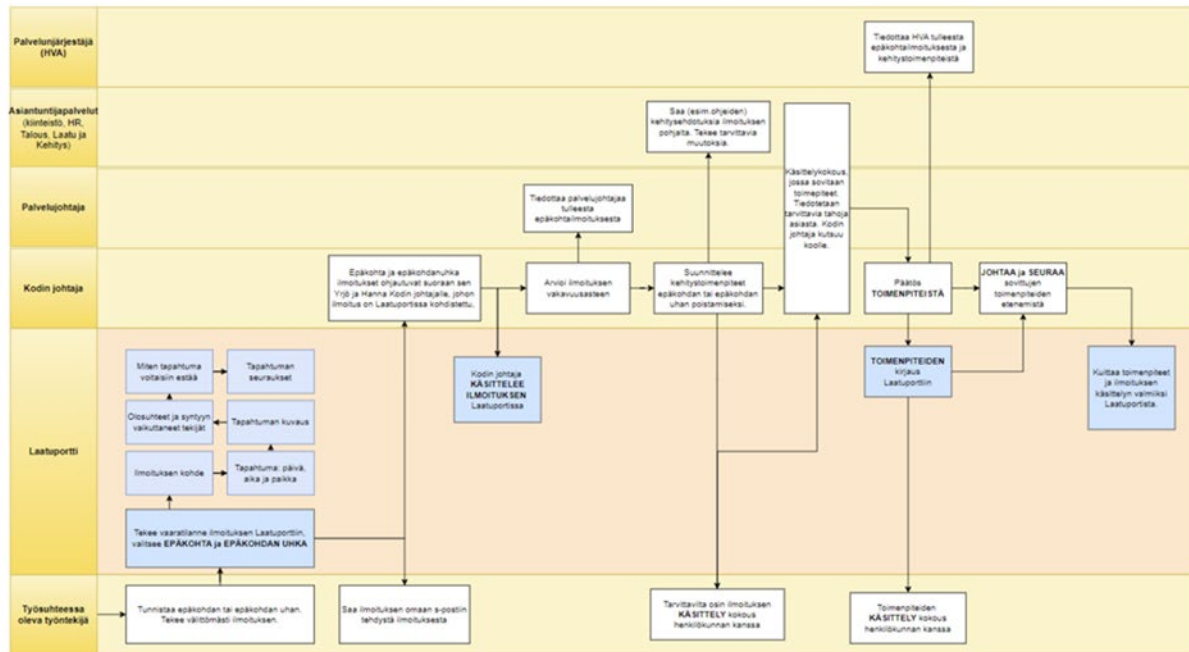 Palvelunjärjestäjä
(HVA)
Tiedottaa HVA tulleesta
epäkohtailmoituksesta ja
kehitystoimenpiteistä
Asiantuntijapalvelut
(kiinteistö, HR,
Talous, Laatu ja
Kehitys)
Saa (esim.ohjeiden)
kehitysehdotuksia ilmoituksen
pohjalta. Tekee tarvittavia
muutoksia.
Käsittelykokous,
jossa sovitaan
toimepiteet.
Tiedotetaan
tarvittavia tahoja
asiasta. Kodin
johtaja kutsuu
koolle.
Palvelujohtaja
Tiedottaa palvelujohtajaa
tulleesta
epäkohtailmoituksesta
Kodin johtaja
Epäkohta ja epäkohdanuhka
ilmoitukset ohjautuvat suoraan sen
Yrjö ja Hanna Kodin johtajalle, johon
ilmoitus on Laatuportissa kohdistettu.
Arvioi ilmoituksen
vakavuusasteen
Suunnittelee
kehitystoimenpiteet
epäkohdan tai epäkohdan
uhan poistamiseksi.
Päätös
TOIMENPITEISTÄ
JOHTAA ja SEURAA
sovittujen
toimenpiteiden
etenemistä
Laatuportti
Miten tapahtuma
voitaisiin estää
Tapahtuman
seuraukset
Olosuhteet ja syntyyn
vaikuttaneet tekijät
Tapahtuman kuvaus
Ilmoituksen kohde
Tapahtuma: päivä,
aika ja paikka
Tekee vaaratilanne ilmoituksen Laatuporttiin,
valitsee EPÄKOHTA ja EPÄKOHDAN UHKA
Kodin johtaja
KÄSITTELEE
ILMOITUKSEN
Laatuportissa
TOIMENPITEIDEN
kirjaus
Laatuporttiin
Kuittaa toimenpiteet
ja ilmoituksen
käsittelyn valmiiksi
Laatuportista.
Työsuhteessa
oleva työntekijä
Tunnistaa epäkohdan tai epäkohdan uhan.
Tekee välittömästi ilmoituksen.
Saa ilmoituksen omaan s-postiin
tehdystä ilmoituksesta
Tarvittavilta osin ilmoituksen
KÄSITTELY kokous
henkilökunnan kanssa
Toimenpiteiden
KÄSITTELY kokous
henkilökunnan kanssa